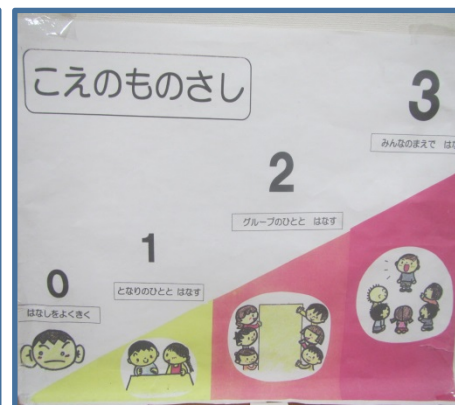 こえのものさし
3
みんなのまえで
2
グループのひとと はなす
1
となりのひとと はなす
0
はなしをよくきく